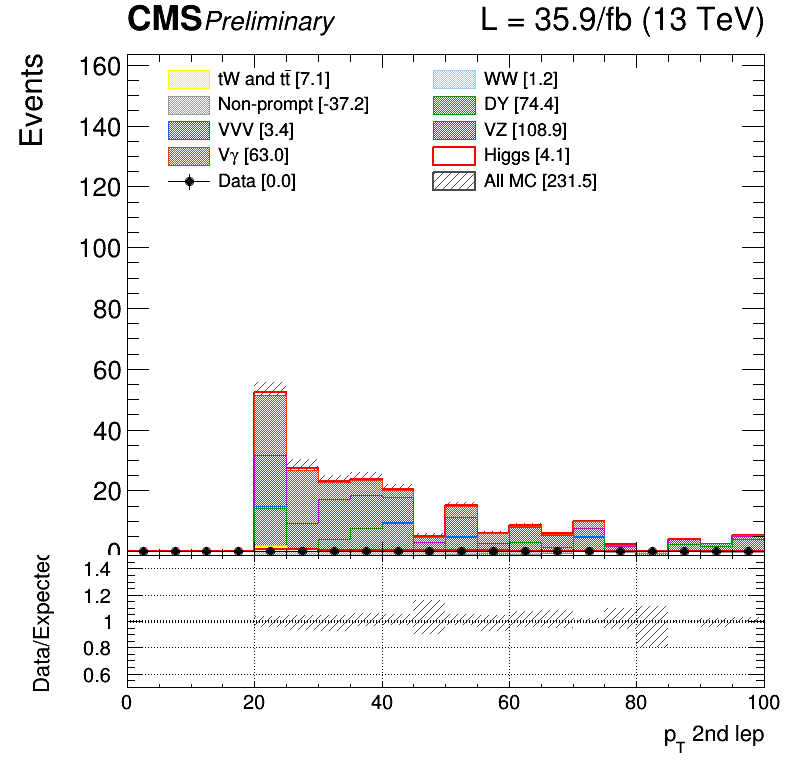 CMS Preliminary L = 35.9/fb (13 TeV)
Events
160
140
120
100
80
60
40
20
0
tW and tt̄ [7.1]
Non-prompt [-37.2]
VVV [3.4]
Vγ [63.0]
Data [0.0]
WW [1.2]
DY [74.4]
VZ [108.9]
Higgs [4.1]
All MC [231.5]
Data/Expected
1.4
1.2
1
0.8
0.6
0 20 40 60 80 100
p_T 2nd lep